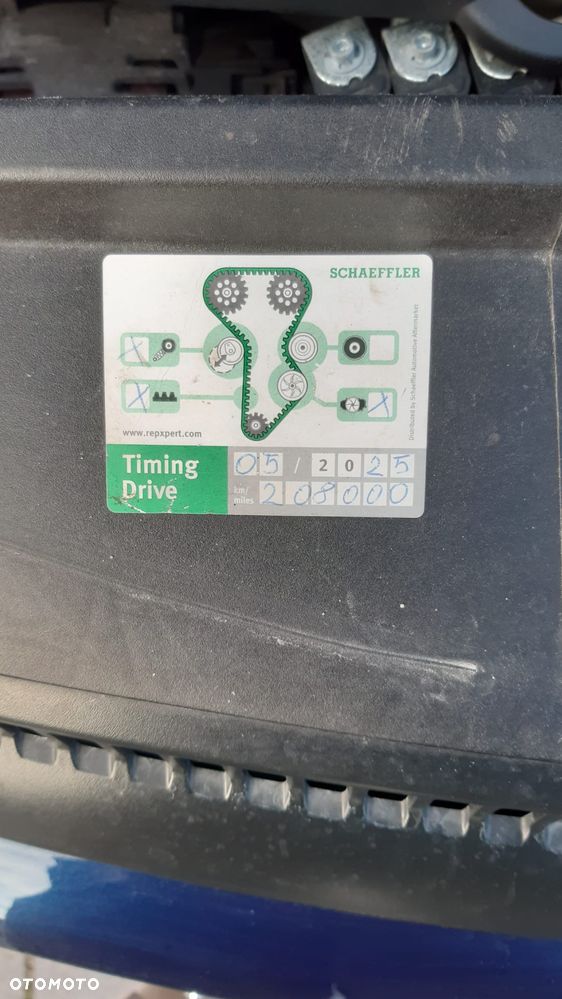 SCHAEFFLER
X
X
X
www.repxpert.com
Distributed by Schaeffler Automotive Aftermarket
Timing
Drive
05/2025
km/
miles
208000
OTOMOTO